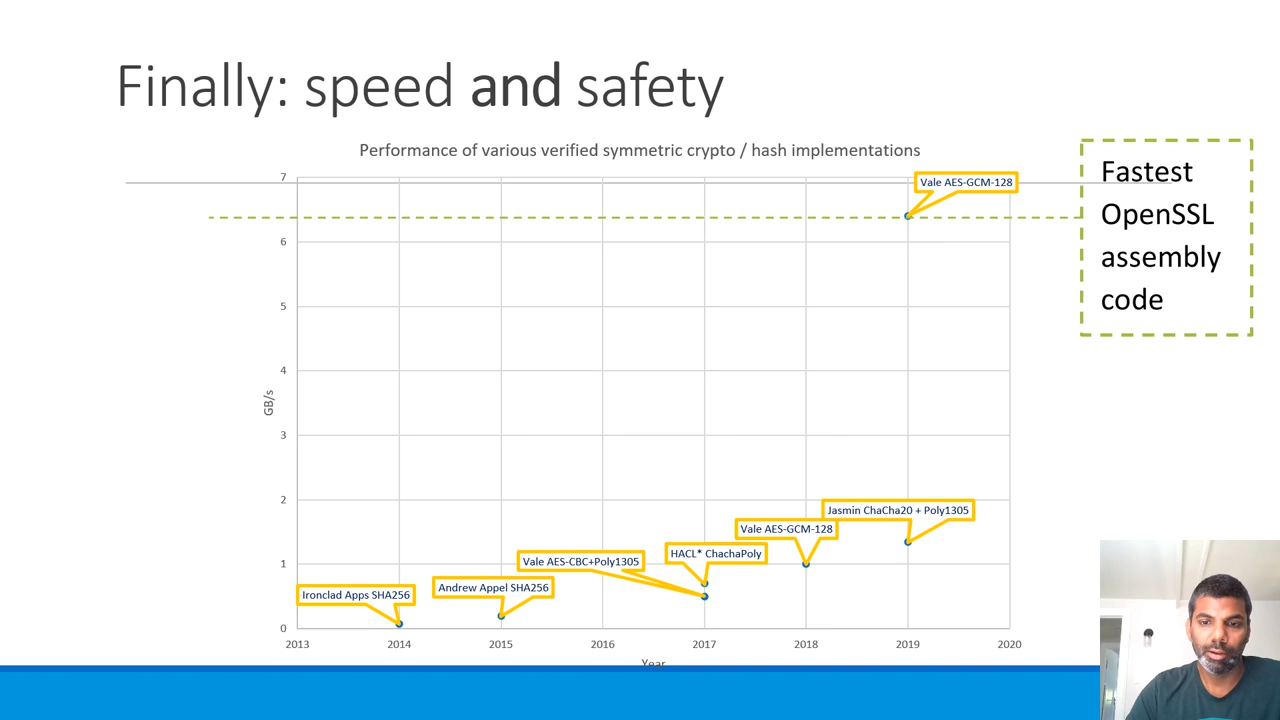 Finally: speed and safety
Performance of various verified symmetric crypto / hash implementations
Fastest
OpenSSL
assembly
code
GB/s
7
6
5
4
3
2
1
0
Vale AES-GCM-128
Jasmin ChaCha20 + Poly1305
Vale AES-GCM-128
HACL* ChachaPoly
Vale AES-CBC+Poly1305
Andrew Appel SHA256
Ironclad Apps SHA256
2013 2014 2015 2016 2017 2018 2019 2020
Year